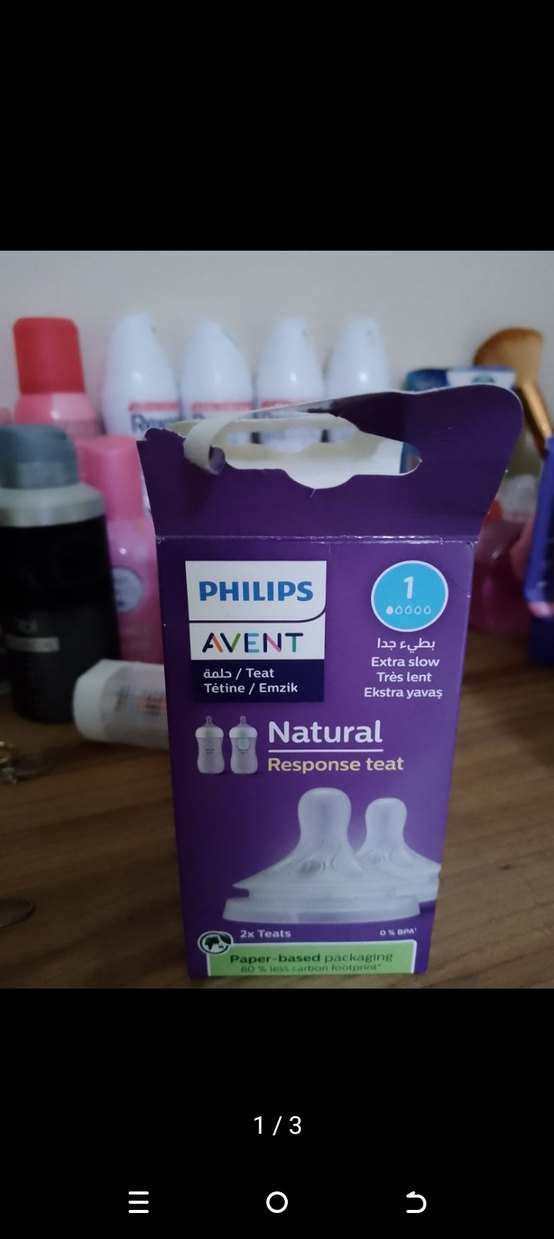 PHILIPS
AVENT
حلمة / Teat
Tétine / Emzik
1
بطيء جدا
Extra slow
Très lent
Ekstra yavaş
Natural
Response teat
2x Teats
0 % BPA¹
Paper-based packaging
80 % less carbon footprint*
1 / 3